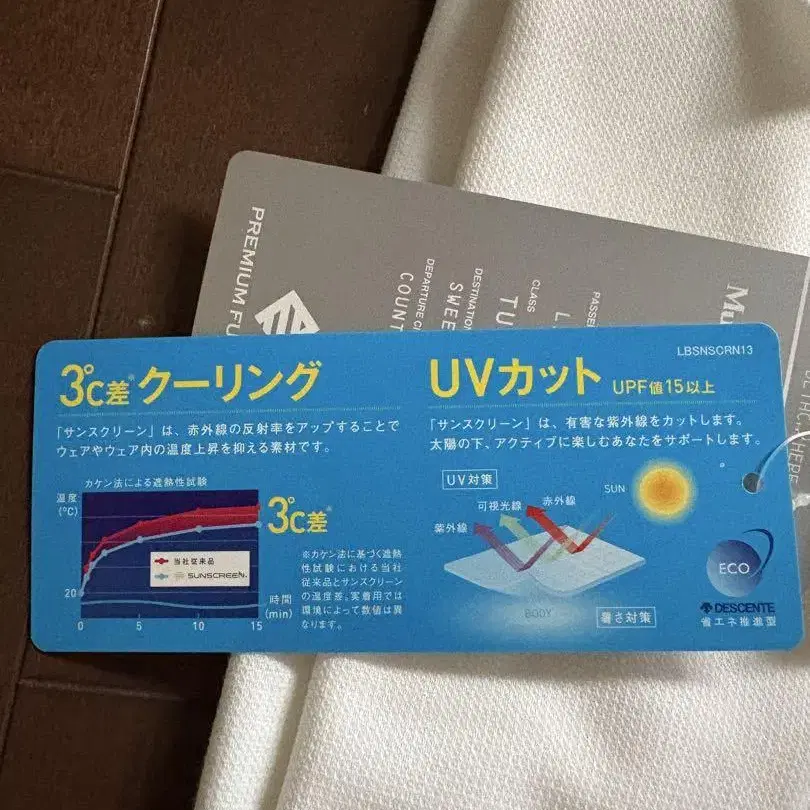 PREMIUM FU
COUNT
DEPARTURE C
SWE
DESTINATION
TU
CLASS
L
PASSE
Mu
HERE
LBSNSCRN13
3℃差※クーリング
「サンスクリーン」は、赤外線の反射率をアップすることで
ウェアやウェア内の温度上昇を抑える素材です。
カケン法による遮熱性試験
温度
(℃)
20
0 5 10 15
時間
(min)
当社従来品
SUNSCREEN.
3℃差※
※カケン法に基づく遮熱
性試験における当社
従来品とサンスクリーン
の温度差。実着用では
環境によって数値は異
なります。
UVカット UPF値15以上
「サンスクリーン」は、有害な紫外線をカットします。
太陽の下、アクティブに楽しむあなたをサポートします。
UV対策
紫外線
可視光線
赤外線
SUN
BODY
暑さ対策
ECO
DESCENTE
省エネ推進型